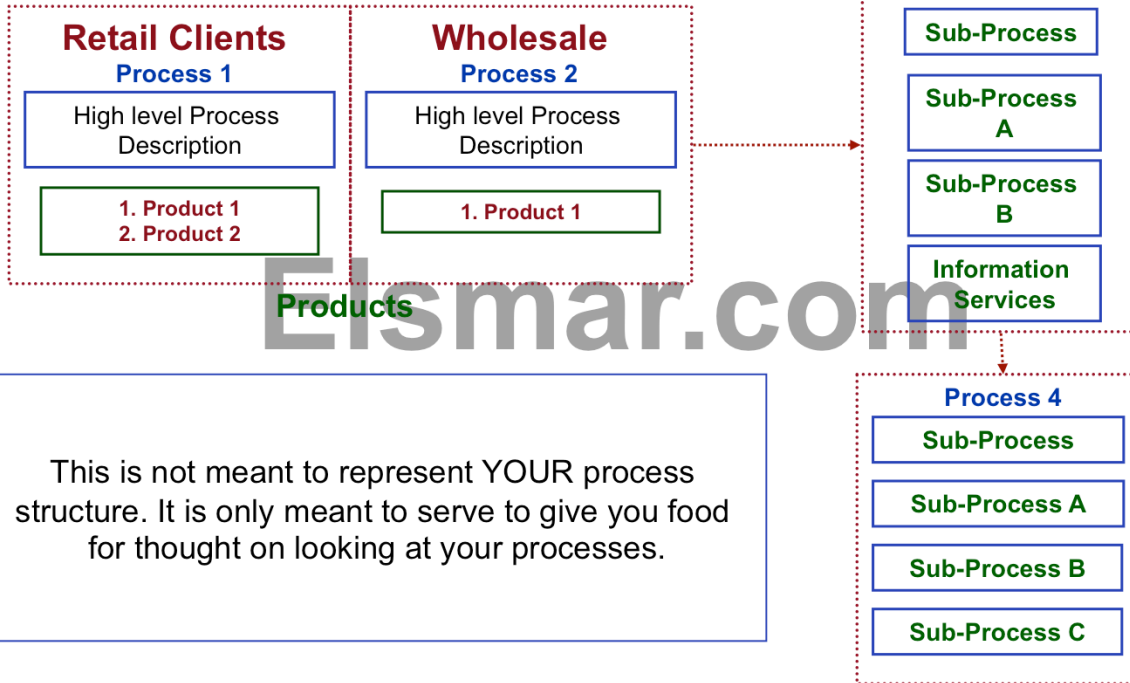 Retail Clients
Process 1
High level Process
Description
1. Product 1
2. Product 2
Wholesale
Process 2
High level Process
Description
1. Product 1
Products
Elsmar.com
Sub-Process
Sub-Process
A
Sub-Process
B
Information
Services
Process 4
Sub-Process
Sub-Process A
Sub-Process B
Sub-Process C
This is not meant to represent YOUR process
structure. It is only meant to serve to give you food
for thought on looking at your processes.